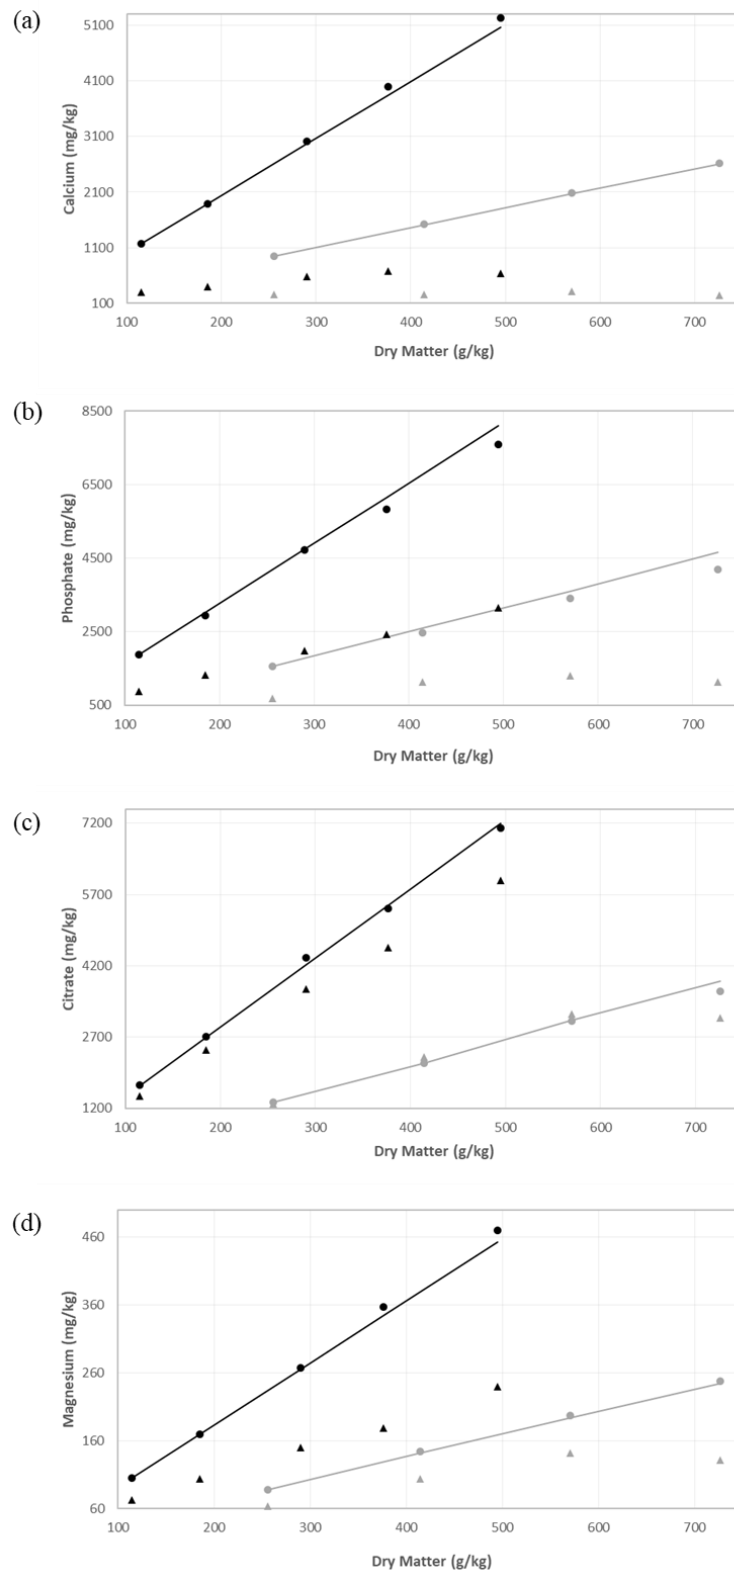 (a)
Calcium (mg/kg)
5100
4100
3100
2100
1100
100
100 200 300 400 500 600 700
Dry Matter (g/kg)
(b)
Phosphate (mg/kg)
8500
6500
4500
2500
500
100 200 300 400 500 600 700
Dry Matter (g/kg)
(c)
Citrate (mg/kg)
7200
5700
4200
2700
1200
100 200 300 400 500 600 700
Dry Matter (g/kg)
(d)
Magnesium (mg/kg)
460
360
260
160
60
100 200 300 400 500 600 700
Dry Matter (g/kg)